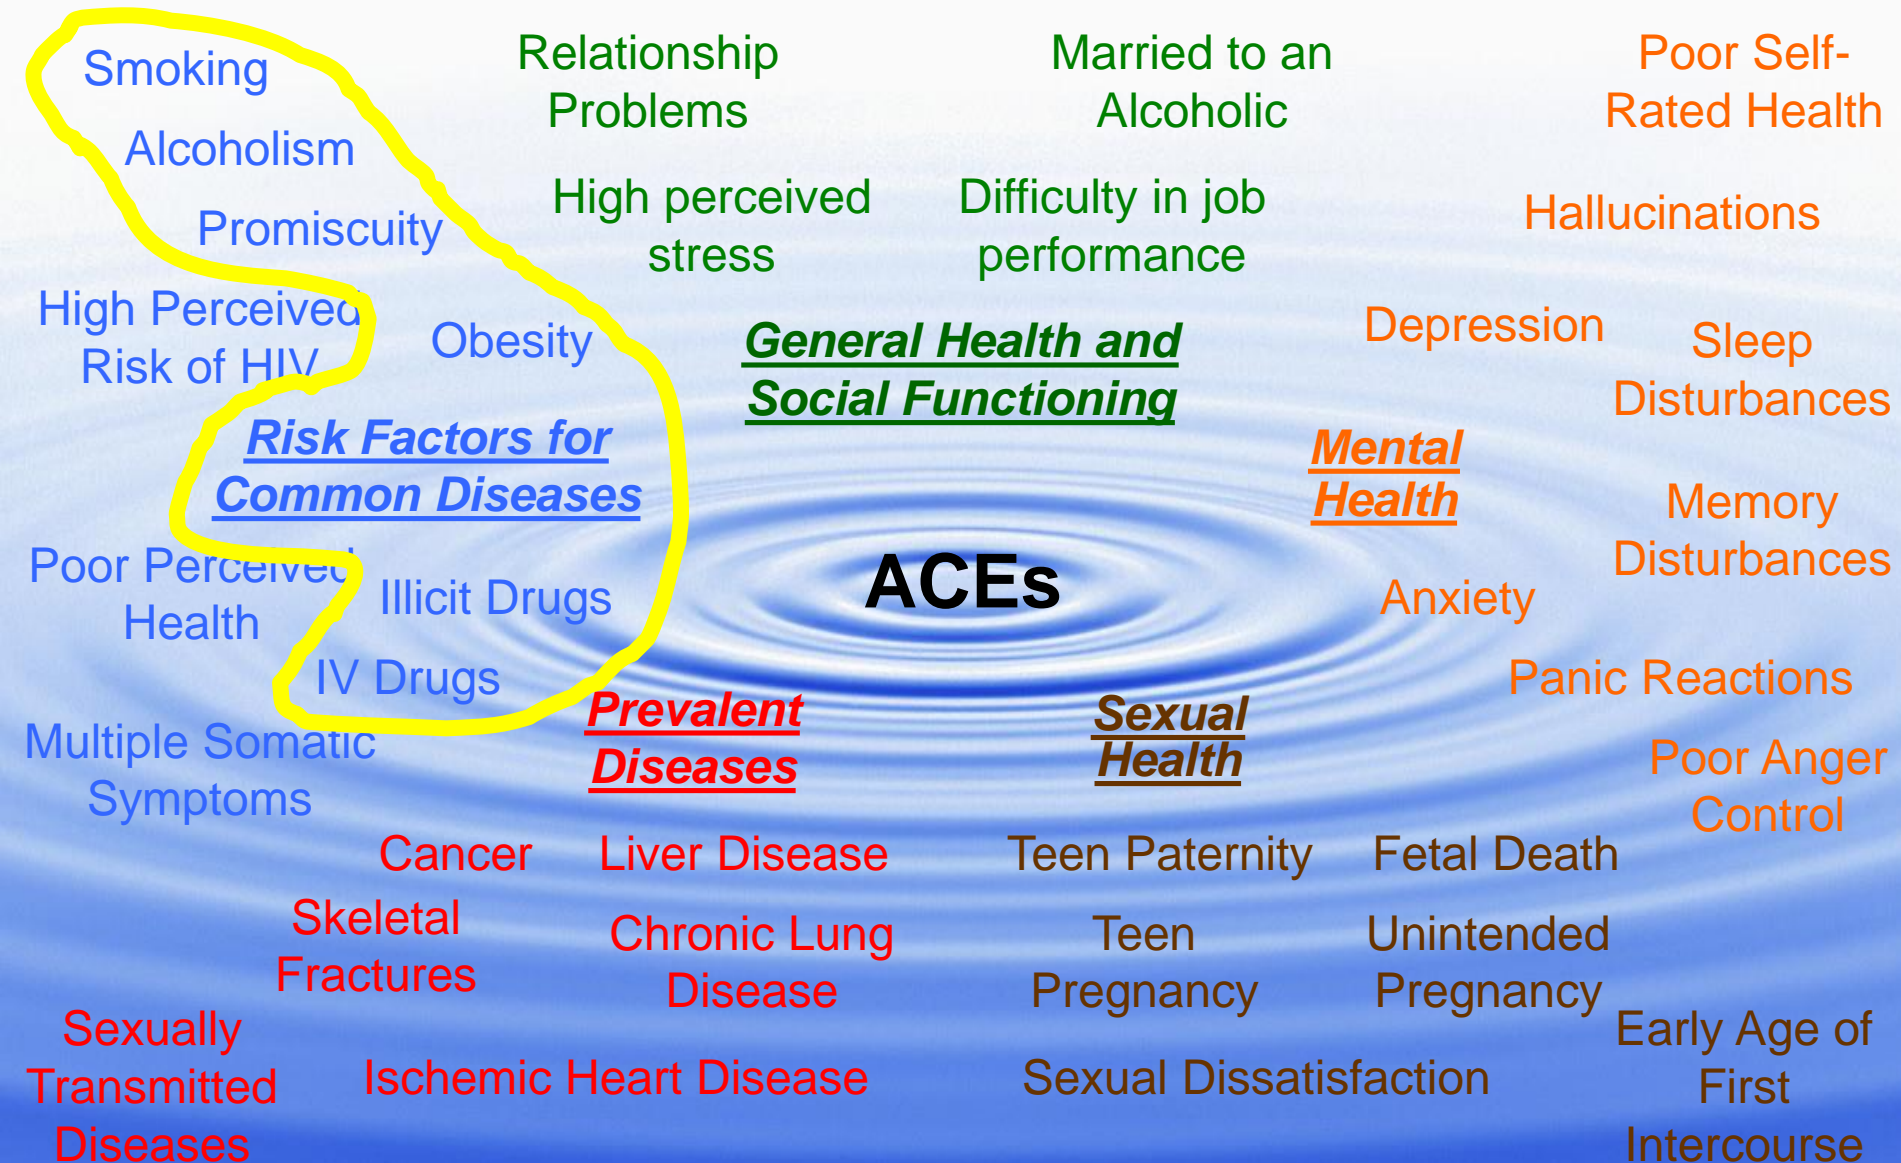 Smoking
Alcoholism
Promiscuity
High Perceived
Risk of HIV
Obesity
Risk Factors for
Common Diseases
Poor Perceived
Health
Illicit Drugs
IV Drugs
Multiple Somatic
Symptoms
Relationship
Problems
Married to an
Alcoholic
High perceived
stress
Difficulty in job
performance
General Health and
Social Functioning
Poor Self-
Rated Health
Hallucinations
Depression
Sleep
Disturbances
Mental
Health
Memory
Disturbances
Anxiety
Panic Reactions
Poor Anger
Control
ACEs
Prevalent
Diseases
Cancer
Liver Disease
Skeletal
Fractures
Chronic Lung
Disease
Sexually
Transmitted
Diseases
Ischemic Heart Disease
Sexual
Health
Teen Paternity
Fetal Death
Teen
Pregnancy
Unintended
Pregnancy
Sexual Dissatisfaction
Early Age of
First
Intercourse